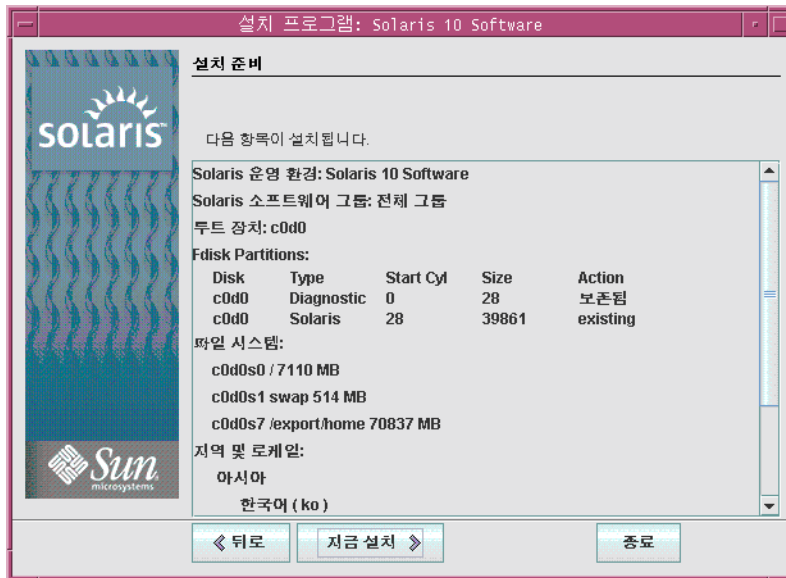 설치 프로그램: Solaris 10 Software
solaris
설치 준비
다음 항목이 설치됩니다.
Solaris 운영 환경: Solaris 10 Software
Solaris 소프트웨어 그룹: 전체 그룹
루트 장치: c0d0
Fdisk Partitions:
Disk Type Start Cyl Size Action
c0d0 Diagnostic 0 28 보존됨
c0d0 Solaris 28 39861 existing
파일 시스템:
c0d0s0 / 7110 MB
c0d0s1 swap 514 MB
c0d0s7 /export/home 70837 MB
지역 및 로케일:
아시아
한국어 ( ko )
Sun
microsystems
뒤로
지금 설치
종료